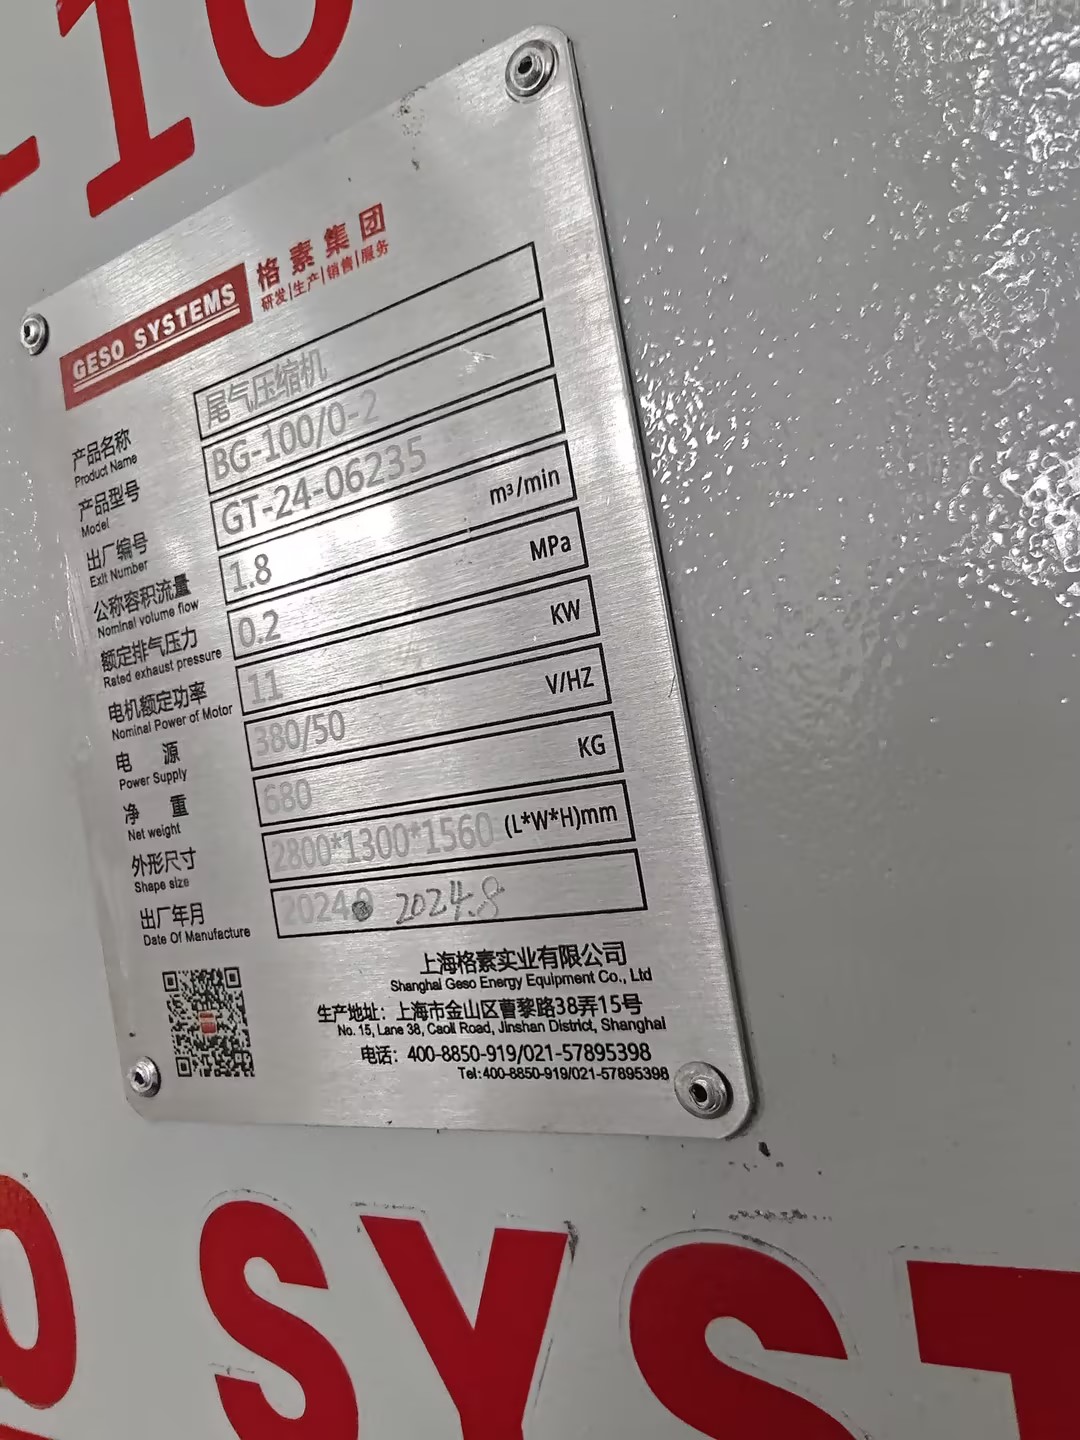 -10
GESO SYSTEMS
格素集团
研发|生产|销售|服务
产品名称 尾气压缩机
Product Name
产品型号 BG-100/0-2
Model
出厂编号 GT-24-06235
Exit Number
公称容积流量 1.8 m³/min
Nominal volume flow
额定排气压力 0.2 MPa
Rated exhaust pressure
电机额定功率 11 KW
Nominal Power of Motor
电 源 380/50 V/HZ
Power Supply
净 重 680 KG
Net weight
外形尺寸 2800*1300*1560 (L*W*H)mm
Shape size
出厂年月 2024. 2024.8
Date Of Manufacture
上海格素实业有限公司
Shanghai Geso Energy Equipment Co., Ltd
生产地址：上海市金山区曹黎路38弄15号
No. 15, Lane 38, Caoli Road, Jinshan District, Shanghai
电话：400-8850-919/021-57895398
Tel:400-8850-919/021-57895398
O SYST